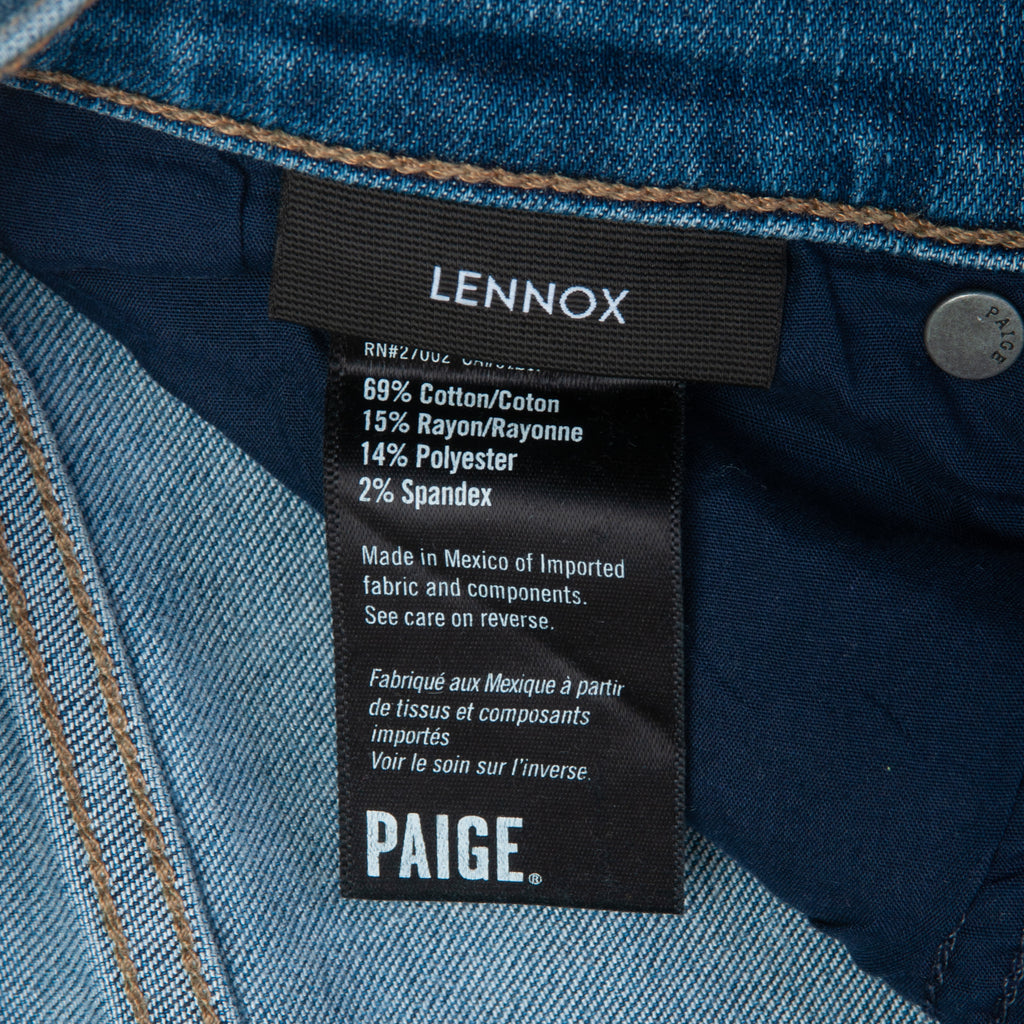 LENNOX
PAIGE
69% Cotton/Coton
15% Rayon/Rayonne
14% Polyester
2% Spandex
Made in Mexico of Imported
fabric and components.
See care on reverse.
Fabriqué aux Mexique à partir
de tissus et composants
importés
Voir le soin sur l'inverse.
PAIGE®